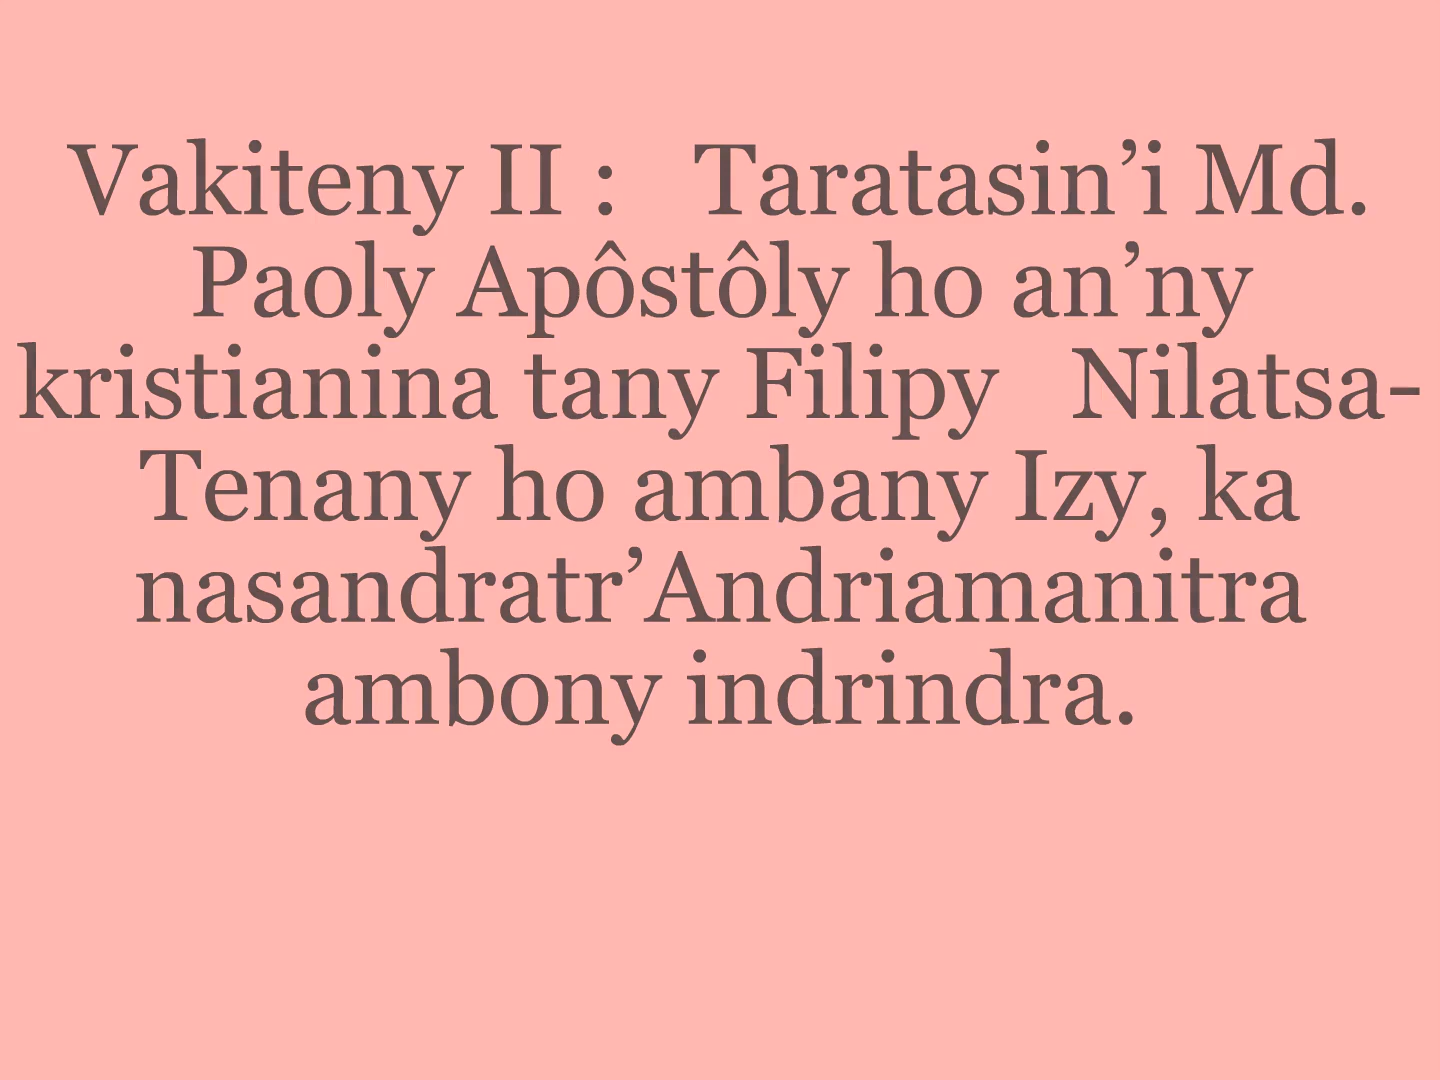 Vakiteny II :   Taratasin’i Md.
Paoly Apôstôly ho an’ny
kristianina tany Filipy   Nilatsa-
Tenany ho ambany Izy, ka
nasandratr’Andriamanitra
ambony indrindra.